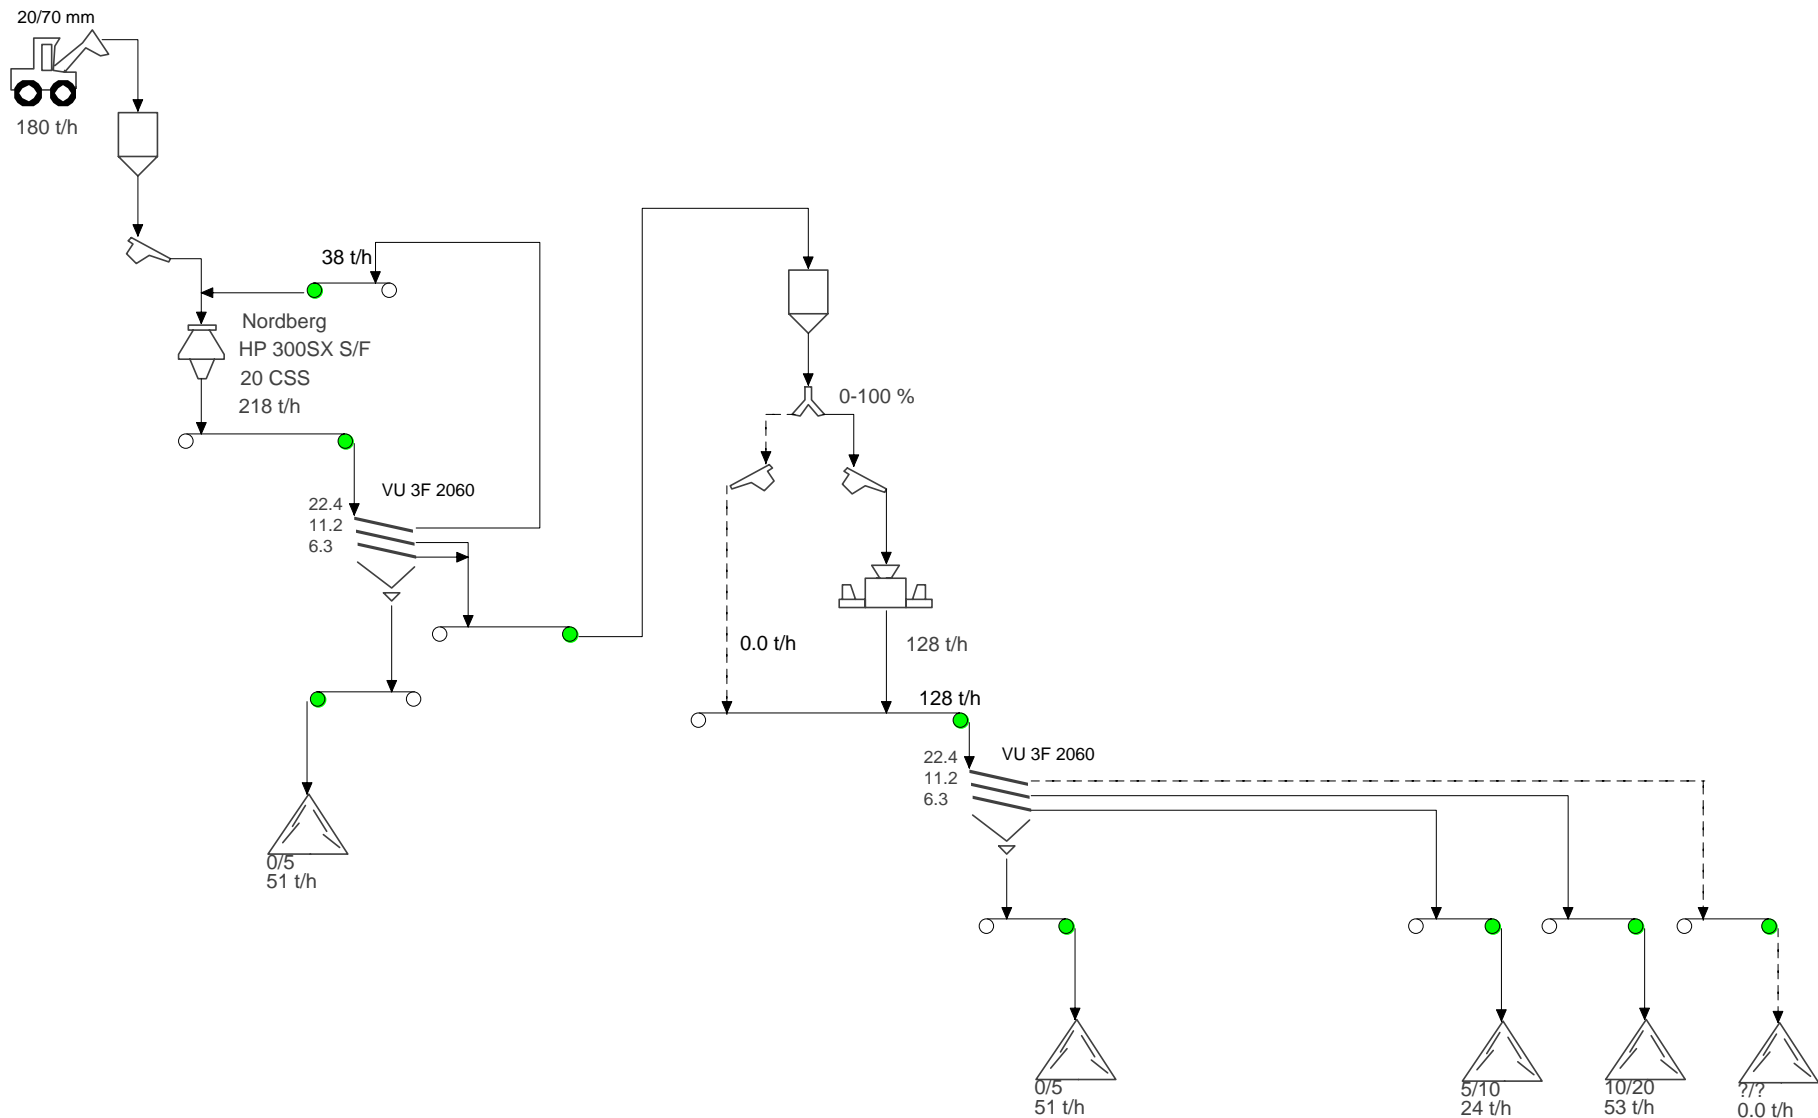 20/70 mm
180 t/h
38 t/h
Nordberg
HP 300SX S/F
20 CSS
218 t/h
VU 3F 2060
22.4
11.2
6.3
0/5
51 t/h
0-100 %
0.0 t/h
128 t/h
128 t/h
VU 3F 2060
22.4
11.2
6.3
0/5
51 t/h
5/10
24 t/h
10/20
53 t/h
?/?
0.0 t/h